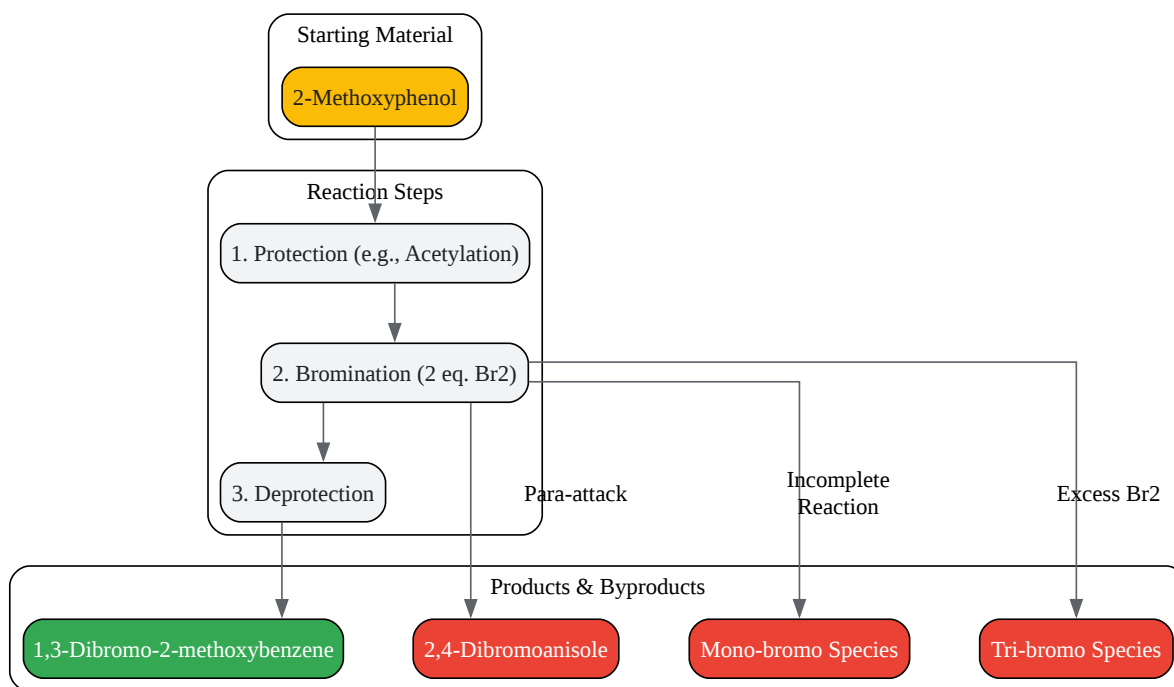 Starting Material
2-Methoxyphenol
Reaction Steps
1. Protection (e.g., Acetylation)
2. Bromination (2 eq. Br2)
3. Deprotection
Para-attack
Incomplete
Reaction
Excess Br2
Products & Byproducts
1,3-Dibromo-2-methoxybenzene
2,4-Dibromoanisole
Mono-bromo Species
Tri-bromo Species